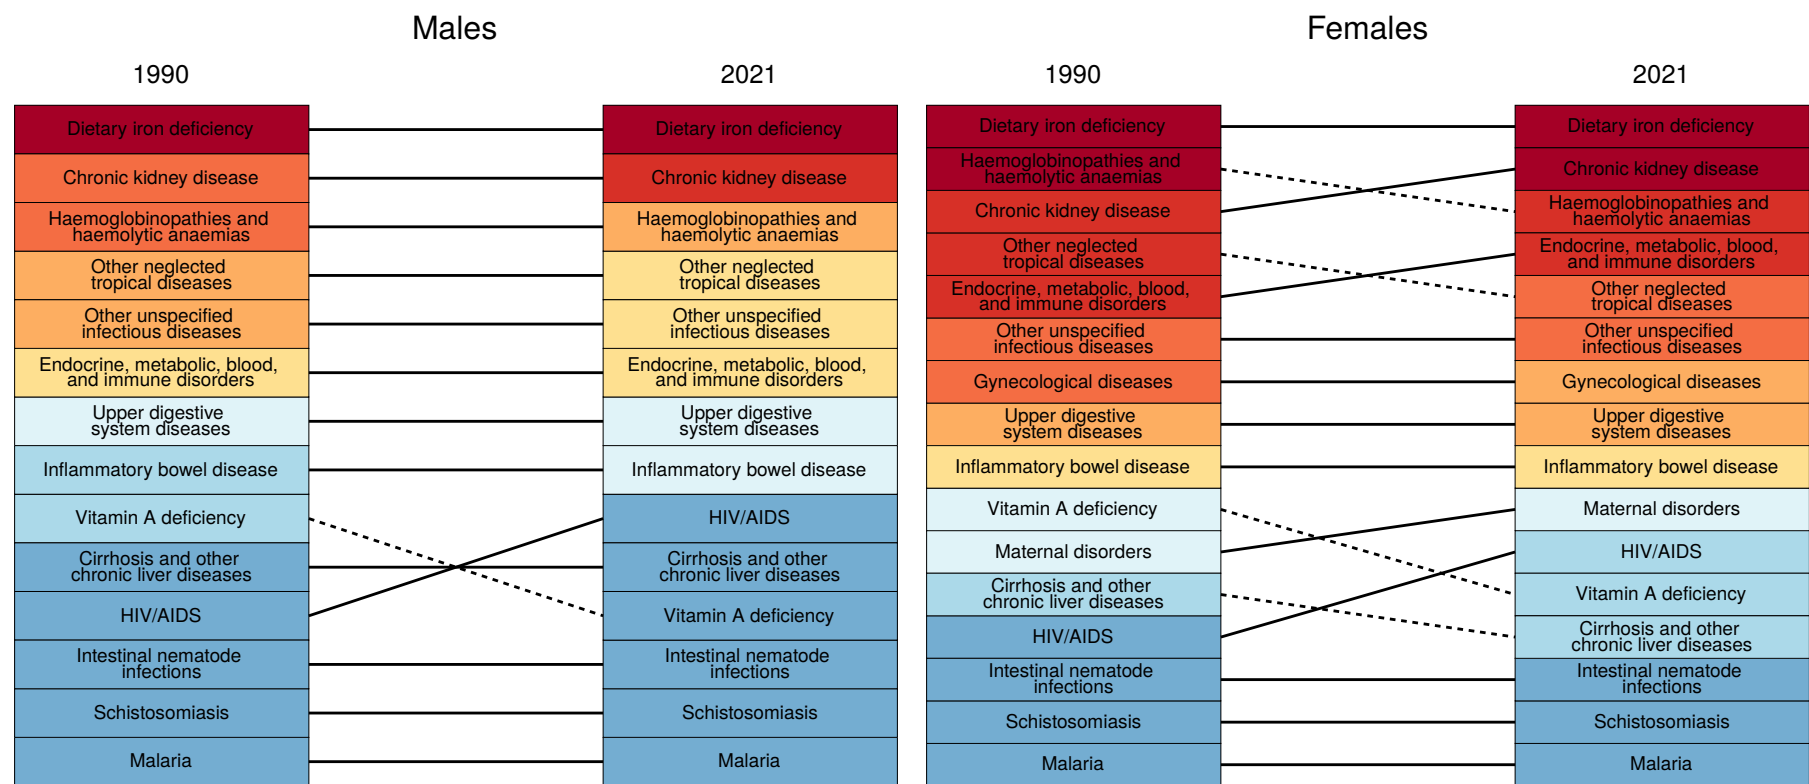 Males
1990
2021
Dietary iron deficiency
Chronic kidney disease
Haemoglobinopathies and
haemolytic anaemias
Other neglected
tropical diseases
Other unspecified
infectious diseases
Endocrine, metabolic, blood,
and immune disorders
Upper digestive
system diseases
Inflammatory bowel disease
Vitamin A deficiency
Cirrhosis and other
chronic liver diseases
HIV/AIDS
Intestinal nematode
infections
Schistosomiasis
Malaria
Dietary iron deficiency
Chronic kidney disease
Haemoglobinopathies and
haemolytic anaemias
Other neglected
tropical diseases
Other unspecified
infectious diseases
Endocrine, metabolic, blood,
and immune disorders
Upper digestive
system diseases
Inflammatory bowel disease
HIV/AIDS
Cirrhosis and other
chronic liver diseases
Vitamin A deficiency
Intestinal nematode
infections
Schistosomiasis
Malaria
Females
1990
2021
Dietary iron deficiency
Haemoglobinopathies and
haemolytic anaemias
Chronic kidney disease
Other neglected
tropical diseases
Endocrine, metabolic, blood,
and immune disorders
Other unspecified
infectious diseases
Gynecological diseases
Upper digestive
system diseases
Inflammatory bowel disease
Vitamin A deficiency
Maternal disorders
Cirrhosis and other
chronic liver diseases
HIV/AIDS
Intestinal nematode
infections
Schistosomiasis
Malaria
Dietary iron deficiency
Chronic kidney disease
Haemoglobinopathies and
haemolytic anaemias
Endocrine, metabolic, blood,
and immune disorders
Other neglected
tropical diseases
Other unspecified
infectious diseases
Gynecological diseases
Upper digestive
system diseases
Inflammatory bowel disease
Maternal disorders
HIV/AIDS
Vitamin A deficiency
Cirrhosis and other
chronic liver diseases
Intestinal nematode
infections
Schistosomiasis
Malaria